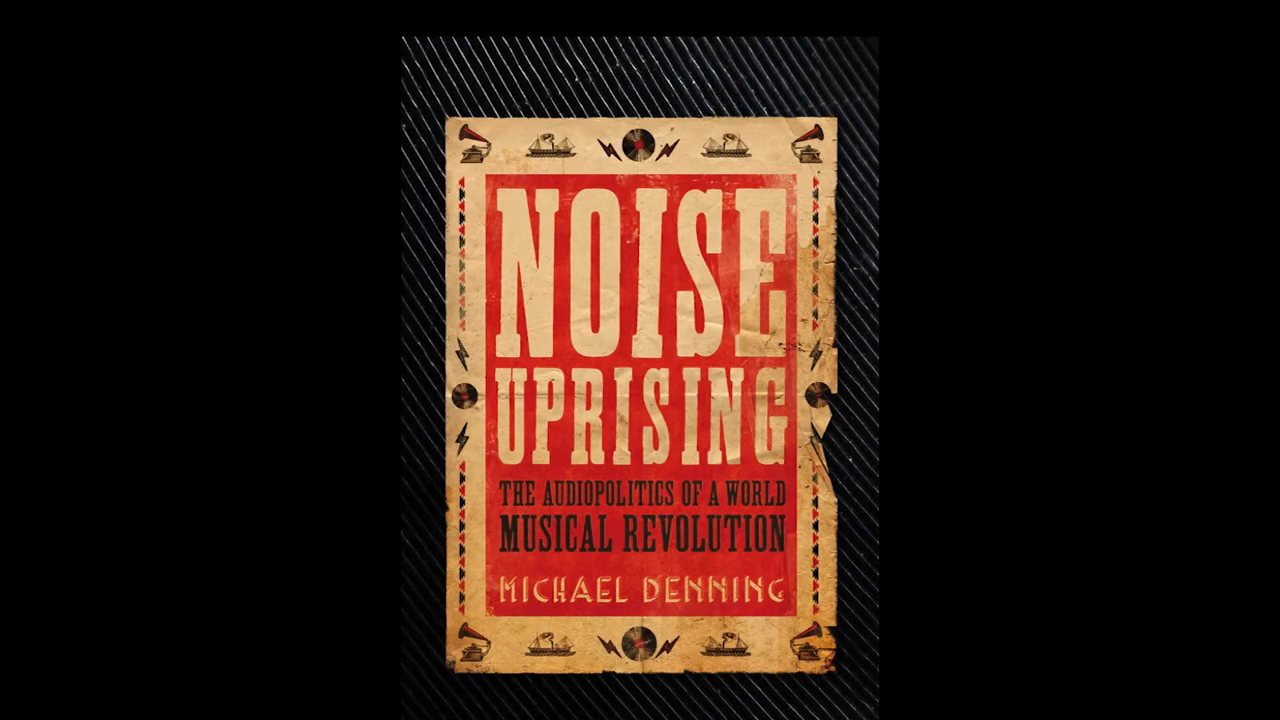 NOISE
UPRISING
THE AUDIOPOLITICS OF A WORLD
MUSICAL REVOLUTION
MICHAEL DENNING